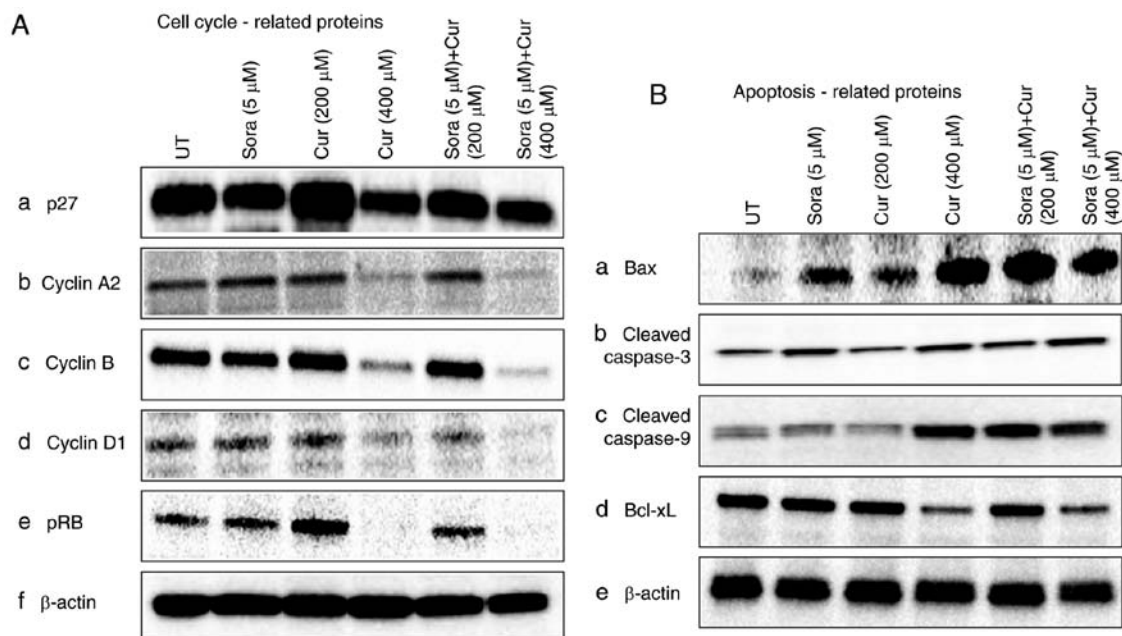 A
Cell cycle - related proteins
UT
Sora (5 μM)
Cur (200 μM)
Cur (400 μM)
Sora (5 μM)+Cur
(200 μM)
Sora (5 μM)+Cur
(400 μM)
a p27
b Cyclin A2
c Cyclin B
d Cyclin D1
e pRB
f β-actin
B
Apoptosis - related proteins
UT
Sora (5 μM)
Cur (200 μM)
Cur (400 μM)
Sora (5 μM)+Cur
(200 μM)
Sora (5 μM)+Cur
(400 μM)
a Bax
b Cleaved
caspase-3
c Cleaved
caspase-9
d Bcl-xL
e β-actin